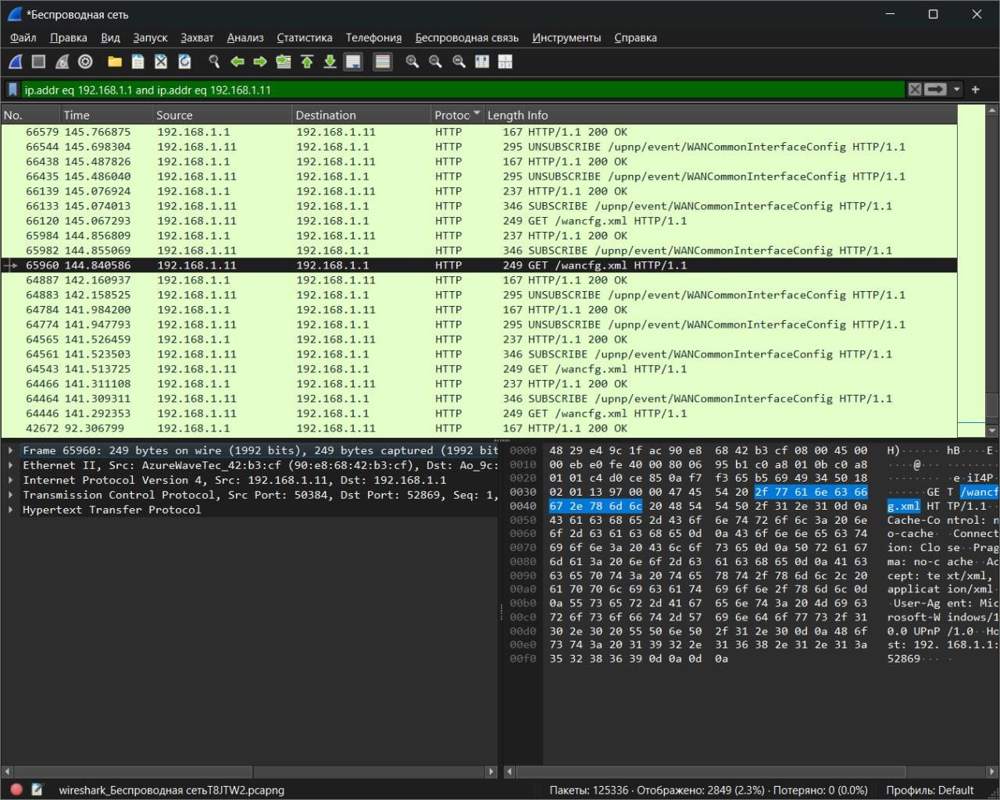 *Беспроводная сеть
Файл Правка Вид Запуск Захват Анализ Статистика Телефония Беспроводная связь Инструменты Справка
ip.addr eq 192.168.1.1 and ip.addr eq 192.168.1.11
No. Time Source Destination Protoc Length Info
66579 145.766875 192.168.1.1 192.168.1.11 HTTP 167 HTTP/1.1 200 OK
66544 145.698304 192.168.1.11 192.168.1.1 HTTP 295 UNSUBSCRIBE /upnp/event/WANCommonInterfaceConfig HTTP/1.1
66438 145.487826 192.168.1.1 192.168.1.11 HTTP 167 HTTP/1.1 200 OK
66435 145.486040 192.168.1.11 192.168.1.1 HTTP 295 UNSUBSCRIBE /upnp/event/WANCommonInterfaceConfig HTTP/1.1
66139 145.076924 192.168.1.1 192.168.1.11 HTTP 237 HTTP/1.1 200 OK
66133 145.074013 192.168.1.11 192.168.1.1 HTTP 346 SUBSCRIBE /upnp/event/WANCommonInterfaceConfig HTTP/1.1
66120 145.067293 192.168.1.11 192.168.1.1 HTTP 249 GET /wancfg.xml HTTP/1.1
65984 144.856809 192.168.1.1 192.168.1.11 HTTP 237 HTTP/1.1 200 OK
65982 144.855069 192.168.1.11 192.168.1.1 HTTP 346 SUBSCRIBE /upnp/event/WANCommonInterfaceConfig HTTP/1.1
65960 144.840586 192.168.1.11 192.168.1.1 HTTP 249 GET /wancfg.xml HTTP/1.1
64887 142.160937 192.168.1.1 192.168.1.11 HTTP 167 HTTP/1.1 200 OK
64883 142.158525 192.168.1.11 192.168.1.1 HTTP 295 UNSUBSCRIBE /upnp/event/WANCommonInterfaceConfig HTTP/1.1
64784 141.984200 192.168.1.1 192.168.1.11 HTTP 167 HTTP/1.1 200 OK
64774 141.947793 192.168.1.11 192.168.1.1 HTTP 295 UNSUBSCRIBE /upnp/event/WANCommonInterfaceConfig HTTP/1.1
64565 141.526459 192.168.1.1 192.168.1.11 HTTP 237 HTTP/1.1 200 OK
64561 141.523503 192.168.1.11 192.168.1.1 HTTP 346 SUBSCRIBE /upnp/event/WANCommonInterfaceConfig HTTP/1.1
64543 141.513725 192.168.1.11 192.168.1.1 HTTP 249 GET /wancfg.xml HTTP/1.1
64466 141.311108 192.168.1.1 192.168.1.11 HTTP 237 HTTP/1.1 200 OK
64464 141.309311 192.168.1.11 192.168.1.1 HTTP 346 SUBSCRIBE /upnp/event/WANCommonInterfaceConfig HTTP/1.1
64446 141.292353 192.168.1.11 192.168.1.1 HTTP 249 GET /wancfg.xml HTTP/1.1
42672 92.306799 192.168.1.1 192.168.1.11 HTTP 167 HTTP/1.1 200 OK
Frame 65960: 249 bytes on wire (1992 bits), 249 bytes captured (1992 bit
Ethernet II, Src: AzureWaveTec_42:b3:cf (90:e8:68:42:b3:cf), Dst: Ao_9c:
Internet Protocol Version 4, Src: 192.168.1.11, Dst: 192.168.1.1
Transmission Control Protocol, Src Port: 50384, Dst Port: 52869, Seq: 1,
Hypertext Transfer Protocol
0000 48 29 e4 9c 1f ac 90 e8 68 42 b3 cf 08 00 45 00 H)······ hB····E·
0010 00 eb e0 fe 40 00 80 06 95 b1 c0 a8 01 0b c0 a8 ····@··· ········
0020 01 01 c4 d0 ce 85 0a f7 f3 65 b5 69 49 34 50 18 ········ ·e·iI4P·
0030 02 01 13 97 00 00 47 45 54 20 2f 77 61 6e 63 66 ······GE T /wancf
0040 67 2e 78 6d 6c 20 48 54 54 50 2f 31 2e 31 0d 0a g.xml HT TP/1.1··
0050 43 61 63 68 65 2d 43 6f 6e 74 72 6f 6c 3a 20 6e Cache-Co ntrol: n
0060 6f 2d 63 61 63 68 65 0d 0a 43 6f 6e 6e 65 63 74 o-cache· ·Connect
0070 69 6f 6e 3a 20 43 6c 6f 73 65 0d 0a 50 72 61 67 ion: Clo se··Prag
0080 6d 61 3a 20 6e 6f 2d 63 61 63 68 65 0d 0a 41 63 ma: no-c ache··Ac
0090 63 65 70 74 3a 20 74 65 78 74 2f 78 6d 6c 2c 20 cept: te xt/xml,
00a0 61 70 70 6c 69 63 61 74 69 6f 6e 2f 78 6d 6c 0d applicat ion/xml·
00b0 0a 55 73 65 72 2d 41 67 65 6e 74 3a 20 4d 69 63 ·User-Ag ent: Mic
00c0 72 6f 73 6f 66 74 2d 57 69 6e 64 6f 77 73 2f 31 rosoft-W indows/1
00d0 30 2e 30 20 55 50 6e 50 2f 31 2e 30 0d 0a 48 6f 0.0 UPnP /1.0··Ho
00e0 73 74 3a 20 31 39 32 2e 31 36 38 2e 31 2e 31 3a st: 192. 168.1.1:
00f0 35 32 38 36 39 0d 0a 0d 0a 52869··· ·
wireshark_Беспроводная сетьT8JTW2.pcapng Пакеты: 125336 · Отображено: 2849 (2.3%) · Потеряно: 0 (0.0%) Профиль: Default